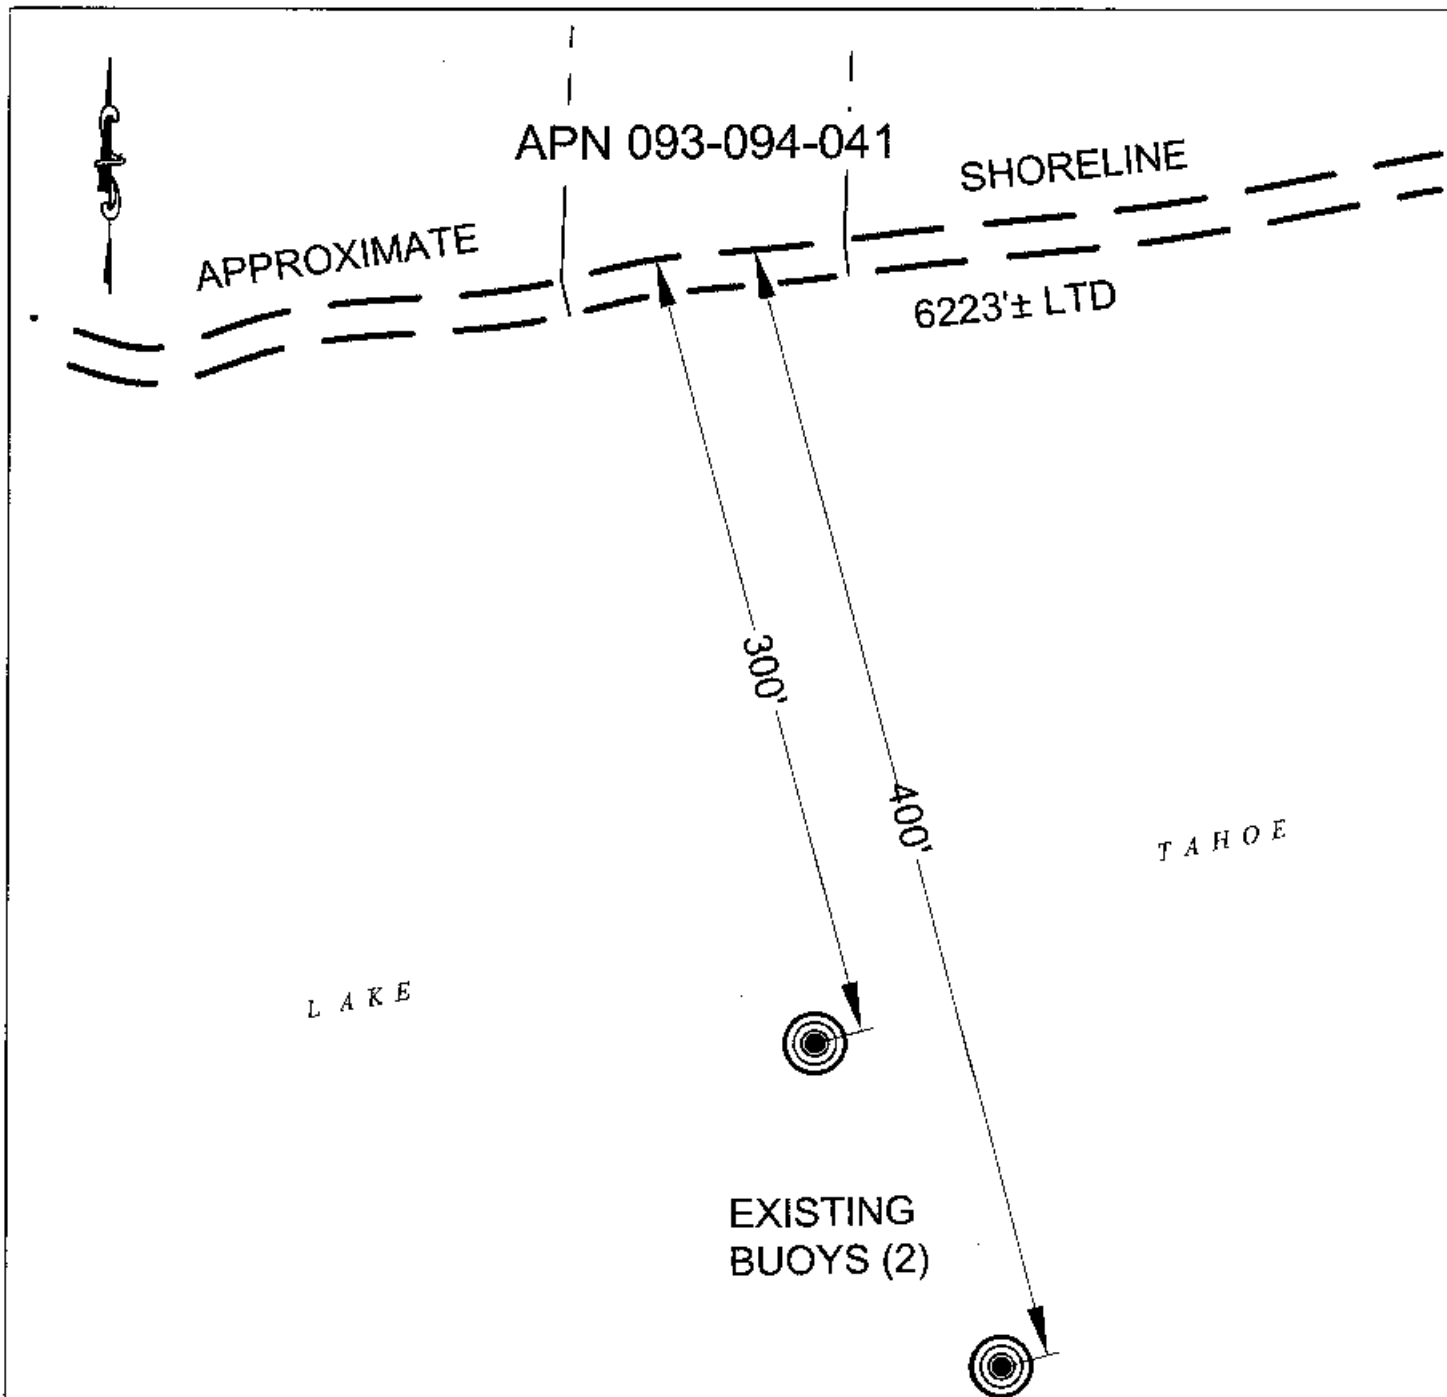 APN 093-094-041
SHORELINE
APPROXIMATE
6223'± LTD
300'
400'
TAHOE
LAKE
EXISTING
BUOYS (2)